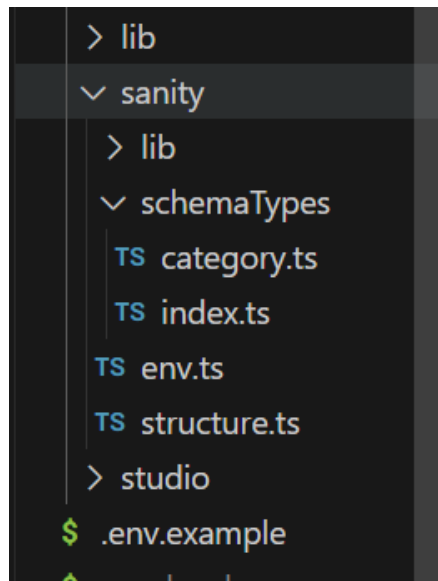 lib
sanity
lib
schemaTypes
TS category.ts
TS index.ts
TS env.ts
TS structure.ts
studio
$ .env.example